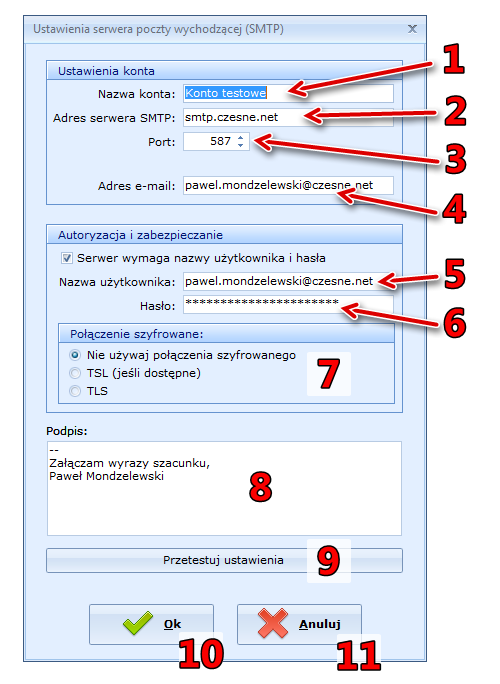 Ustawienia serwera poczty wychodzącej (SMTP) x
Ustawienia konta
1
Nazwa konta: Konto testowe
Adres serwera SMTP: smtp.czesne.net 2
Port: 587 3
Adres e-mail: pawel.mondzelewski@czesne.net
4
Autoryzacja i zabezpieczanie
Serwer wymaga nazwy użytkownika i hasła
Nazwa użytkownika: pawel.mondzelewski@czesne.net 5
Hasło: ********************** 6
Połączenie szyfrowane:
Nie używaj połączenia szyfrowanego
TSL (jeśli dostępne) 7
TLS
Podpis:
--
Załączam wyrazy szacunku,
Paweł Mondzelewski 8
Przetestuj ustawienia 9
Ok Anuluj
10 11